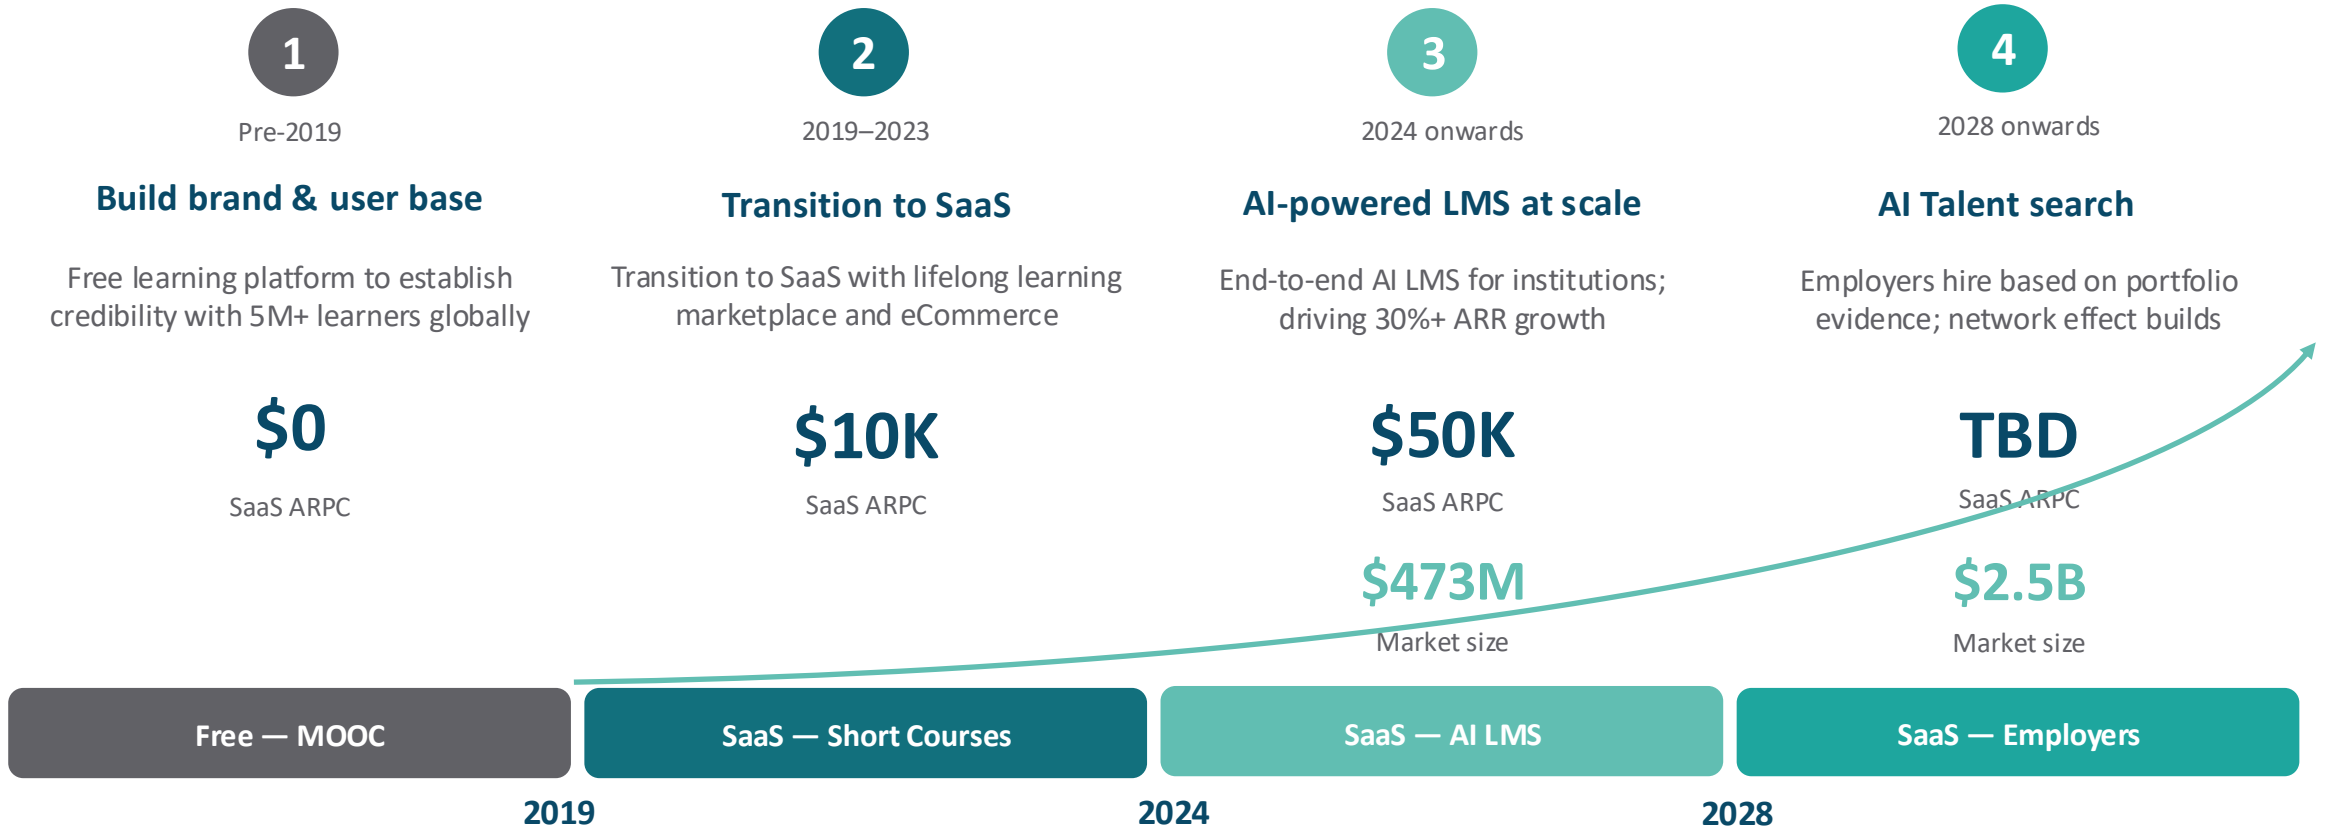 1
Pre-2019
Build brand & user base
Free learning platform to establish
credibility with 5M+ learners globally
$0
SaaS ARPC
Free — MOOC
2
2019–2023
Transition to SaaS
Transition to SaaS with lifelong learning
marketplace and eCommerce
$10K
SaaS ARPC
SaaS — Short Courses
3
2024 onwards
AI-powered LMS at scale
End-to-end AI LMS for institutions;
driving 30%+ ARR growth
$50K
SaaS ARPC
$473M
Market size
SaaS — AI LMS
4
2028 onwards
AI Talent search
Employers hire based on portfolio
evidence; network effect builds
TBD
SaaS ARPC
$2.5B
Market size
SaaS — Employers
2019
2024
2028